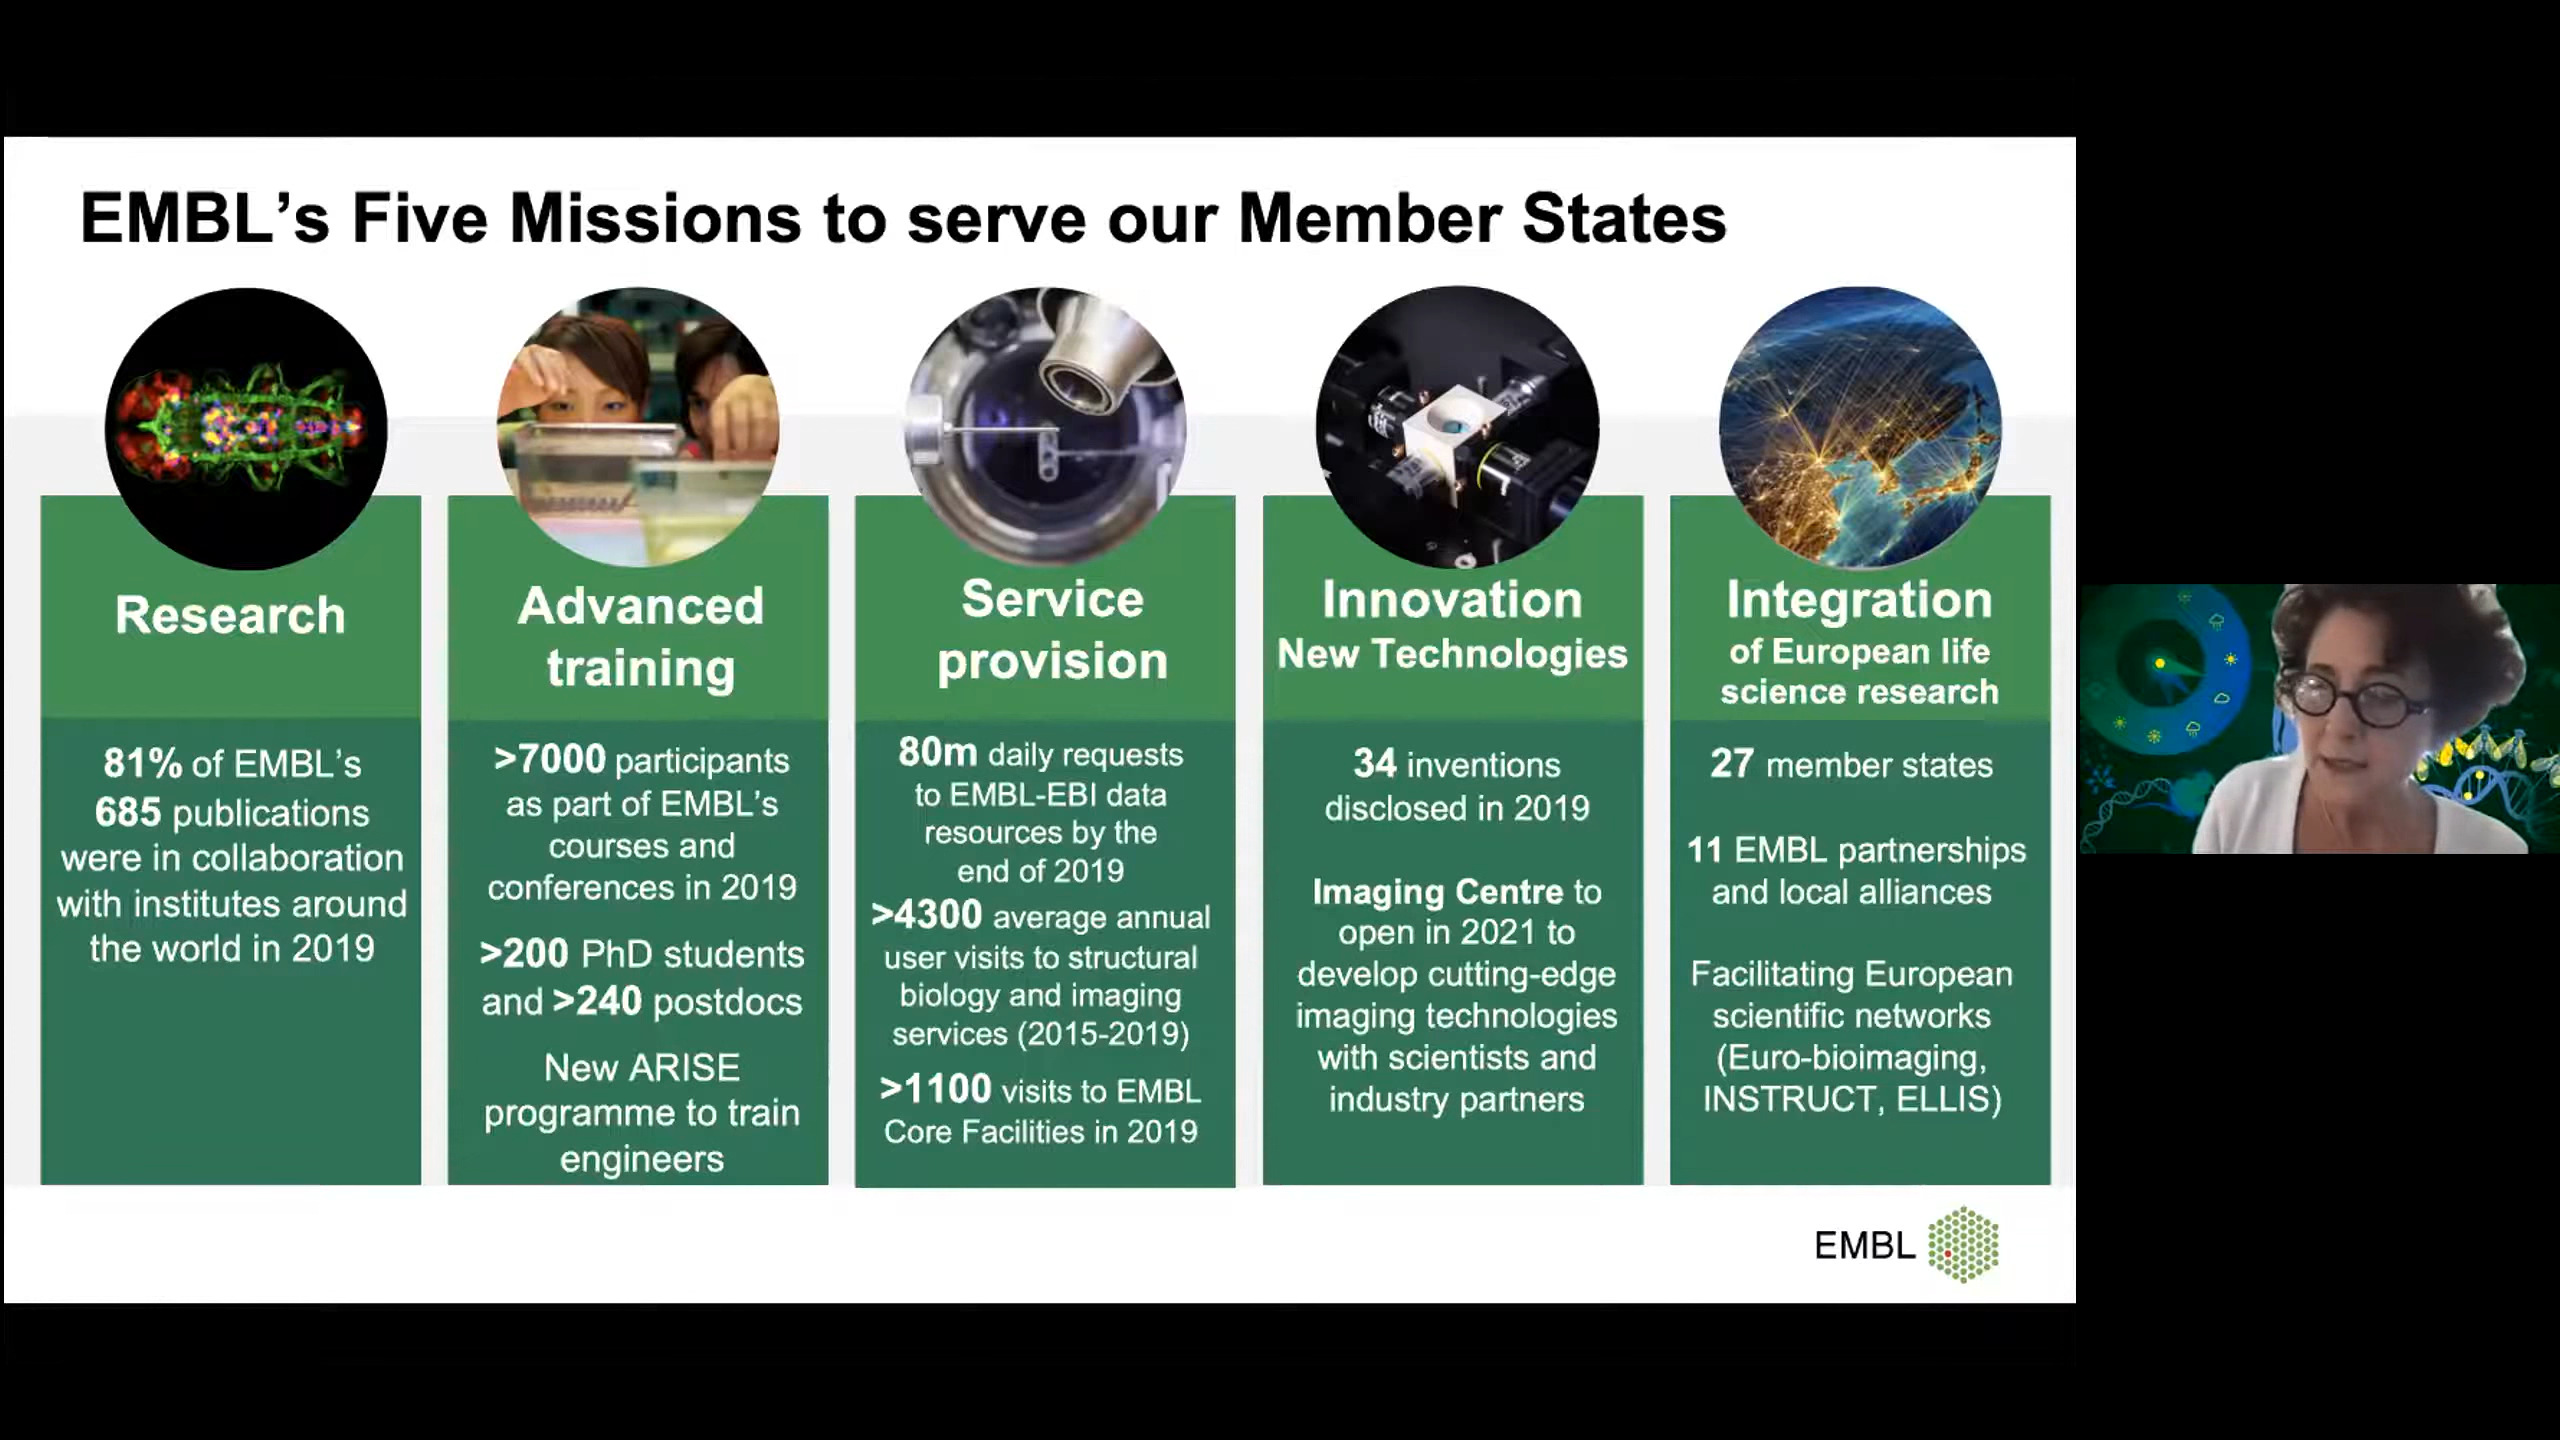 EMBL’s Five Missions to serve our Member States
Research
81% of EMBL’s
685 publications
were in collaboration
with institutes around
the world in 2019
Advanced
training
>7000 participants
as part of EMBL’s
courses and
conferences in 2019
>200 PhD students
and >240 postdocs
New ARISE
programme to train
engineers
Service
provision
80m daily requests
to EMBL-EBI data
resources by the
end of 2019
>4300 average annual
user visits to structural
biology and imaging
services (2015-2019)
>1100 visits to EMBL
Core Facilities in 2019
Innovation
New Technologies
34 inventions
disclosed in 2019
Imaging Centre to
open in 2021 to
develop cutting-edge
imaging technologies
with scientists and
industry partners
Integration
of European life
science research
27 member states
11 EMBL partnerships
and local alliances
Facilitating European
scientific networks
(Euro-bioimaging,
INSTRUCT, ELLIS)
EMBL